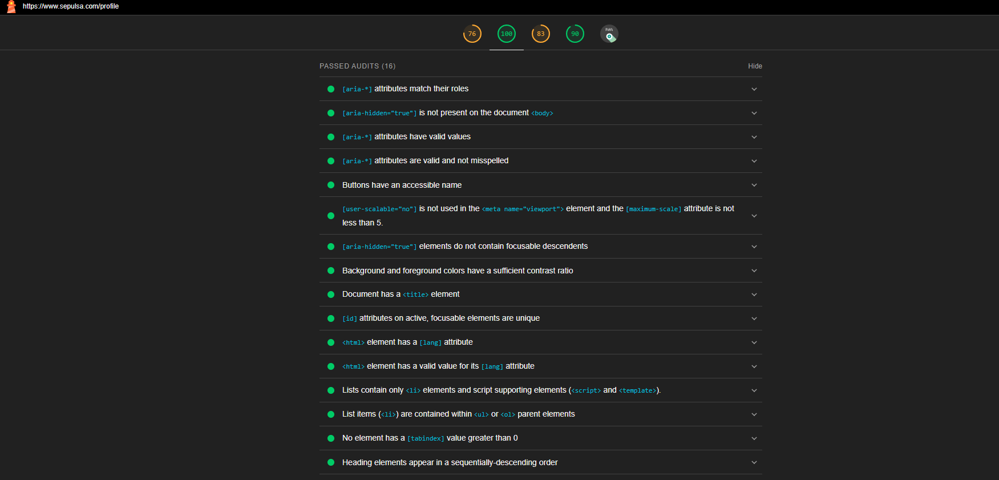 https://www.sepulsa.com/profile
76 100 83 90 PWA
PASSED AUDITS (16) Hide
[aria-*] attributes match their roles
[aria-hidden="true"] is not present on the document <body>
[aria-*] attributes have valid values
[aria-*] attributes are valid and not misspelled
Buttons have an accessible name
[user-scalable="no"] is not used in the <meta name="viewport"> element and the [maximum-scale] attribute is not
less than 5.
[aria-hidden="true"] elements do not contain focusable descendents
Background and foreground colors have a sufficient contrast ratio
Document has a <title> element
[id] attributes on active, focusable elements are unique
<html> element has a [lang] attribute
<html> element has a valid value for its [lang] attribute
Lists contain only <li> elements and script supporting elements (<script> and <template>).
List items (<li>) are contained within <ul> or <ol> parent elements
No element has a [tabindex] value greater than 0
Heading elements appear in a sequentially-descending order